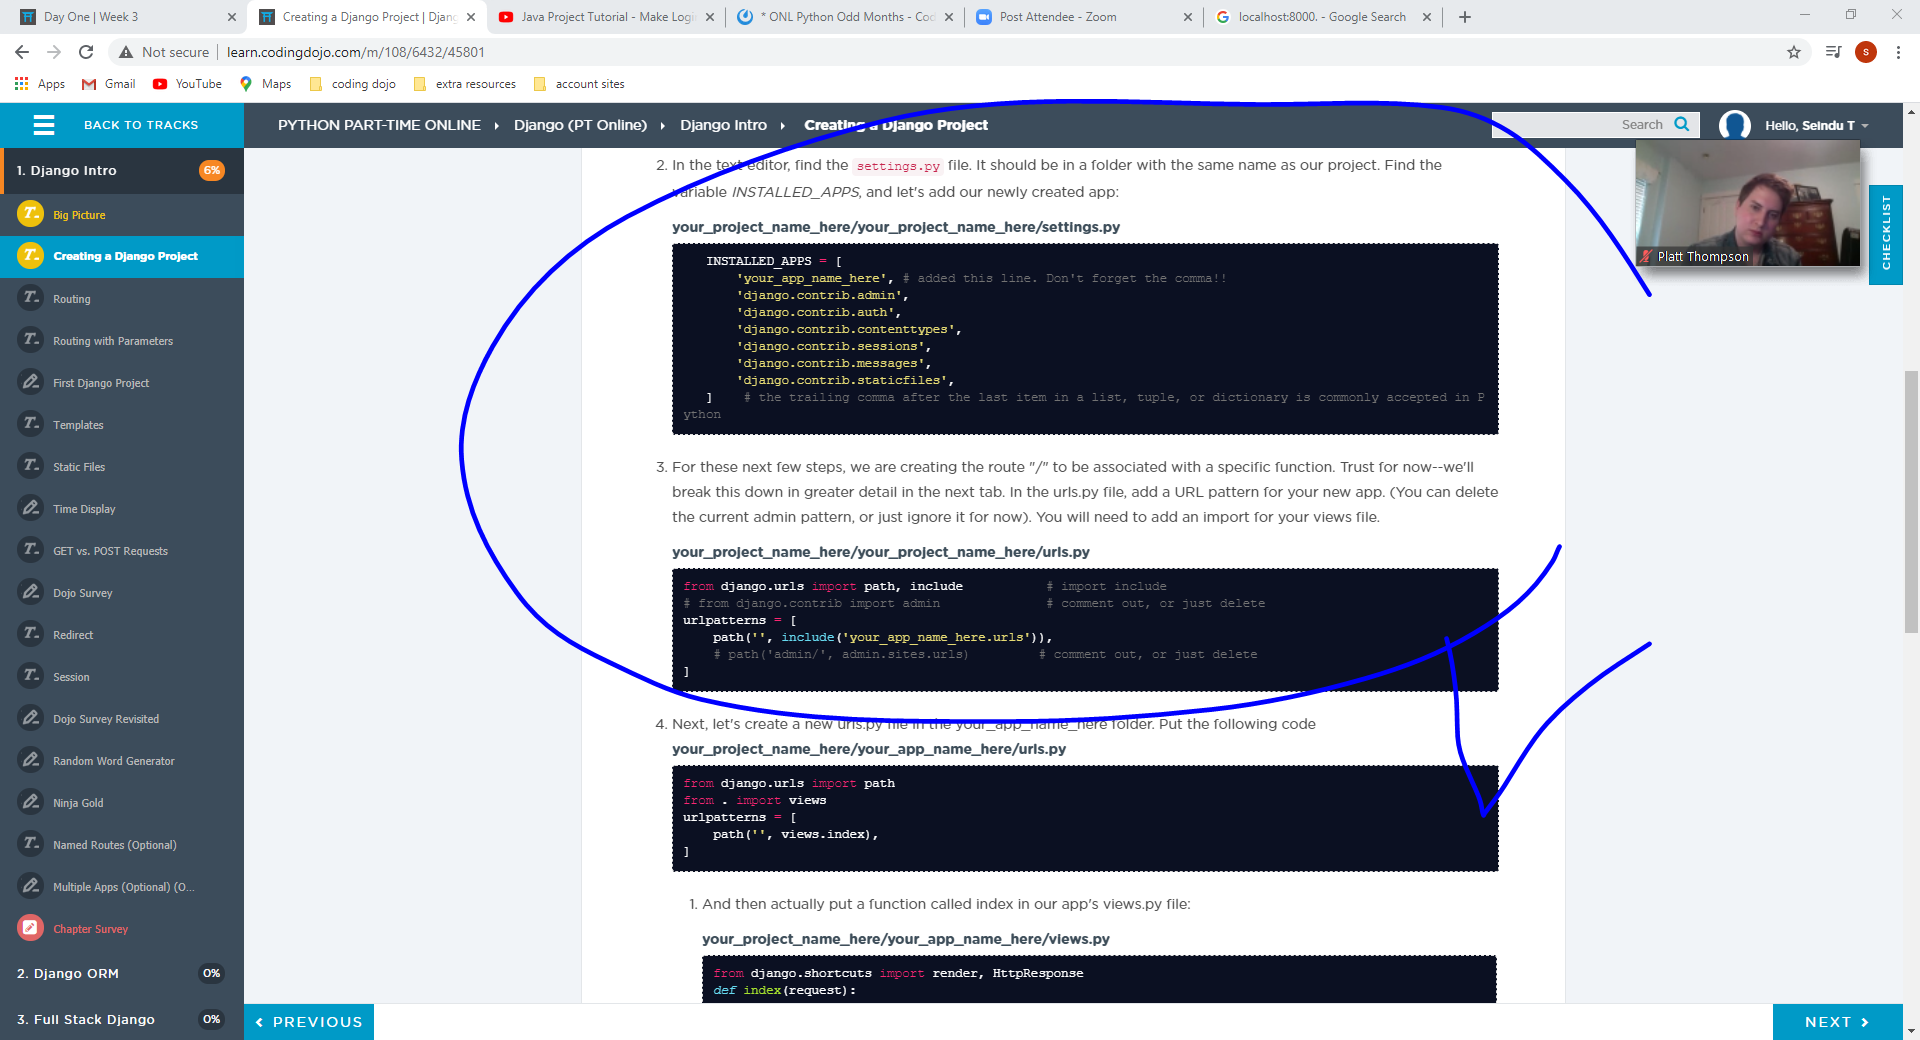 Day One | Week 3
Creating a Django Project | Djang
Java Project Tutorial - Make Logi
* ONL Python Odd Months - Cod
Post Attendee - Zoom
localhost:8000. - Google Search
Not secure | learn.codingdojo.com/m/108/6432/45801
S
Apps Gmail YouTube Maps coding dojo extra resources account sites
BACK TO TRACKS
PYTHON PART-TIME ONLINE Django (PT Online) Django Intro Creating a Django Project
Search
Hello, Seindu T
1. Django Intro 6%
Big Picture
Creating a Django Project
Routing
Routing with Parameters
First Django Project
Templates
Static Files
Time Display
GET vs. POST Requests
Dojo Survey
Redirect
Session
Dojo Survey Revisited
Random Word Generator
Ninja Gold
Named Routes (Optional)
Multiple Apps (Optional) (O...
Chapter Survey
2. Django ORM 0%
3. Full Stack Django 0%
2. In the text editor, find the settings.py file. It should be in a folder with the same name as our project. Find the
variable INSTALLED_APPS, and let's add our newly created app:
your_project_name_here/your_project_name_here/settings.py
INSTALLED_APPS = [
'your_app_name_here', # added this line. Don't forget the comma!!
'django.contrib.admin',
'django.contrib.auth',
'django.contrib.contenttypes',
'django.contrib.sessions',
'django.contrib.messages',
'django.contrib.staticfiles',
] # the trailing comma after the last item in a list, tuple, or dictionary is commonly accepted in P
ython
3. For these next few steps, we are creating the route "/" to be associated with a specific function. Trust for now--we'll
break this down in greater detail in the next tab. In the urls.py file, add a URL pattern for your new app. (You can delete
the current admin pattern, or just ignore it for now). You will need to add an import for your views file.
your_project_name_here/your_project_name_here/urls.py
from django.urls import path, include # import include
# from django.contrib import admin # comment out, or just delete
urlpatterns = [
path('', include('your_app_name_here.urls')),
# path('admin/', admin.sites.urls) # comment out, or just delete
]
4. Next, let's create a new urls.py file in the your_app_name_here folder. Put the following code
your_project_name_here/your_app_name_here/urls.py
from django.urls import path
from . import views
urlpatterns = [
path('', views.index),
]
1. And then actually put a function called index in our app's views.py file:
your_project_name_here/your_app_name_here/views.py
from django.shortcuts import render, HttpResponse
def index(request):
Platt Thompson
CHECKLIST
PREVIOUS
NEXT